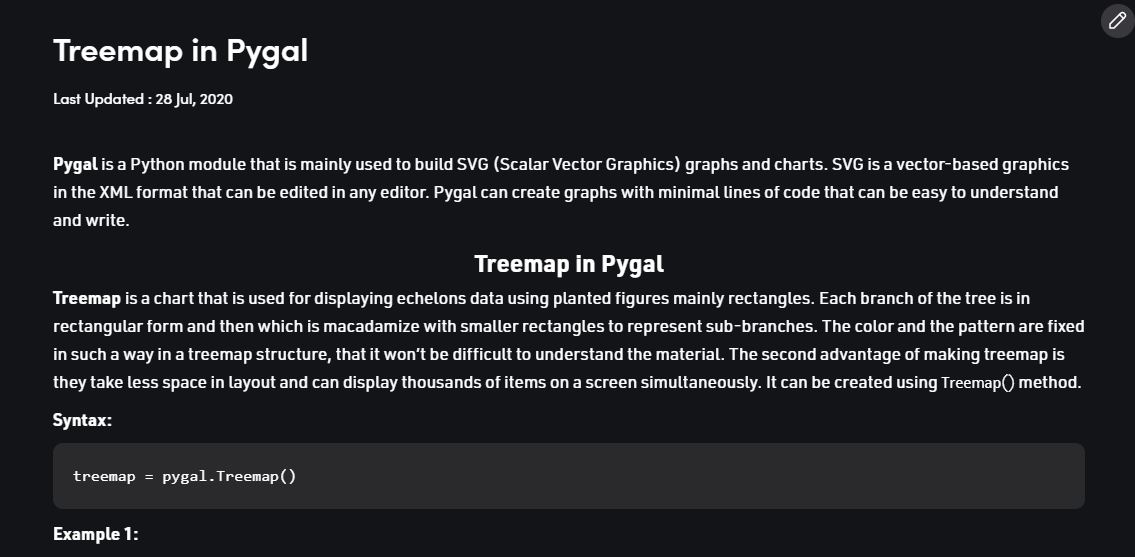 Treemap in Pygal
Last Updated : 28 Jul, 2020
Pygal is a Python module that is mainly used to build SVG (Scalar Vector Graphics) graphs and charts. SVG is a vector-based graphics
in the XML format that can be edited in any editor. Pygal can create graphs with minimal lines of code that can be easy to understand
and write.
Treemap in Pygal
Treemap is a chart that is used for displaying echelons data using planted figures mainly rectangles. Each branch of the tree is in
rectangular form and then which is macadamize with smaller rectangles to represent sub-branches. The color and the pattern are fixed
in such a way in a treemap structure, that it won't be difficult to understand the material. The second advantage of making treemap is
they take less space in layout and can display thousands of items on a screen simultaneously. It can be created using Treemap() method.
Syntax:
treemap = pygal.Treemap()
Example 1: